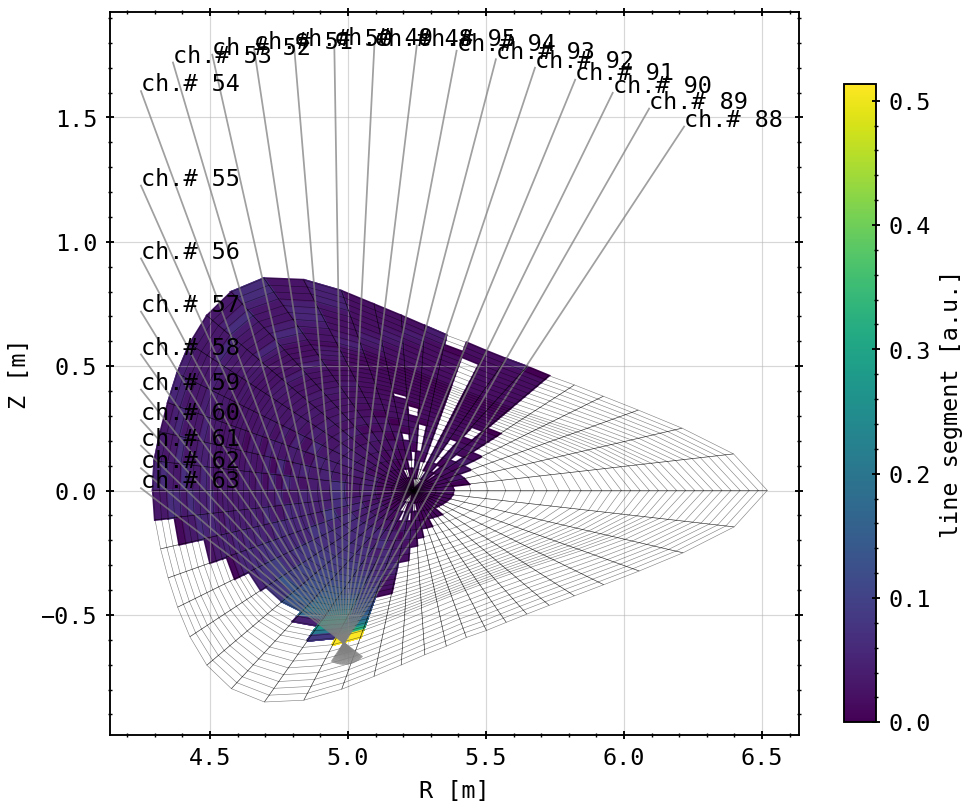 ch.# 54
ch.# 53
ch.# 52
ch.# 51
ch.# 50
ch.# 49
ch.# 48
ch.# 95
ch.# 94
ch.# 93
ch.# 92
ch.# 91
ch.# 90
ch.# 89
ch.# 88
ch.# 55
ch.# 56
ch.# 57
ch.# 58
ch.# 59
ch.# 60
ch.# 61
ch.# 62
ch.# 63
1.5
1.0
0.5
0.0
−0.5
Z [m]
4.5 5.0 5.5 6.0 6.5
R [m]
0.5
0.4
0.3
0.2
0.1
0.0
line segment [a.u.]